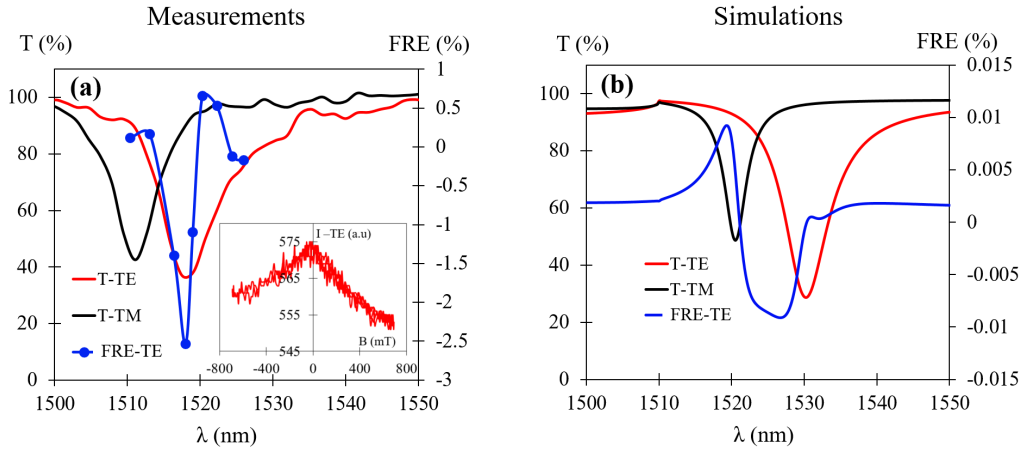 Measurements
Simulations
T (%)
FRE (%)
(a)
100
80
60
40
20
0
1
0.5
0
-0.5
-1
-1.5
-2
-2.5
-3
T-TE
T-TM
FRE-TE
I –TE (a.u)
575
565
555
545
B (mT)
-800 -400 0 400 800
1500 1510 1520 1530 1540 1550
λ (nm)
T (%)
FRE (%)
(b)
100
80
60
40
20
0
0.015
0.01
0.005
0
-0.005
-0.01
-0.015
T-TE
T-TM
FRE-TE
1500 1510 1520 1530 1540 1550
λ (nm)